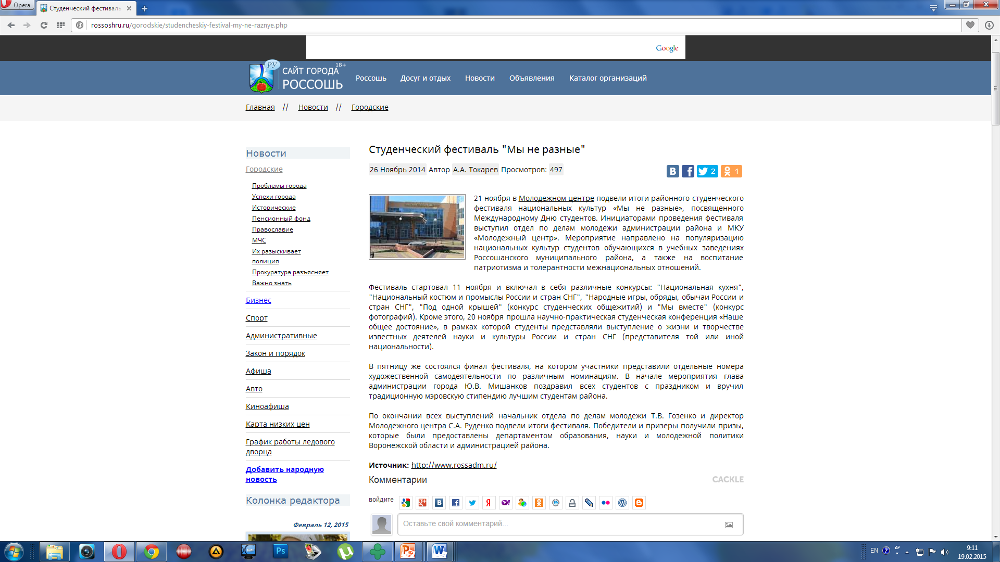 Opera
Студенческий фестиваль
rossoshru.ru/gorodskie/studencheskiy-festival-my-ne-raznye.php
Google
РУ
18+
САЙТ ГОРОДА
РОССОШЬ
Россошь Досуг и отдых Новости Объявления Каталог организаций
Главная // Новости // Городские
Новости
Городские
Проблемы города
Успехи города
Исторические
Пенсионный фонд
Православие
МЧС
Их разыскивает
полиция
Прокуратура разъясняет
Важно знать
Бизнес
Спорт
Административные
Закон и порядок
Афиша
Авто
Киноафиша
Карта низких цен
График работы ледового
дворца
Добавить народную
новость
Колонка редактора
Февраль 12, 2015
Студенческий фестиваль "Мы не разные"
26 Ноябрь 2014 Автор А.А. Токарев Просмотров: 497
2
1
21 ноября в Молодежном центре подвели итоги районного студенческого
фестиваля национальных культур «Мы не разные», посвященного
Международному Дню студентов. Инициаторами проведения фестиваля
выступил отдел по делам молодежи администрации района и МКУ
«Молодежный центр». Мероприятие направлено на популяризацию
национальных культур студентов обучающихся в учебных заведениях
Россошанского муниципального района, а также на воспитание
патриотизма и толерантности межнациональных отношений.
Фестиваль стартовал 11 ноября и включал в себя различные конкурсы: "Национальная кухня",
"Национальный костюм и промыслы России и стран СНГ", "Народные игры, обряды, обычаи России и
стран СНГ", "Под одной крышей" (конкурс студенческих общежитий) и "Мы вместе" (конкурс
фотографий). Кроме этого, 20 ноября прошла научно-практическая студенческая конференция «Наше
общее достояние», в рамках которой студенты представляли выступление о жизни и творчестве
известных деятелей науки и культуры России и стран СНГ (представителя той или иной
национальности).
В пятницу же состоялся финал фестиваля, на котором участники представили отдельные номера
художественной самодеятельности по различным номинациям. В начале мероприятия глава
администрации города Ю.В. Мишанков поздравил всех студентов с праздником и вручил
традиционную мэровскую стипендию лучшим студентам района.
По окончании всех выступлений начальник отдела по делам молодежи Т.В. Гозенко и директор
Молодежного центра С.А. Руденко подвели итоги фестиваля. Победители и призеры получили призы,
которые были предоставлены департаментом образования, науки и молодежной политики
Воронежской области и администрацией района.
Источник: http://www.rossadm.ru/
Комментарии
CACKLE
войдите
Оставьте свой комментарий...
EN
9:11
19.02.2015